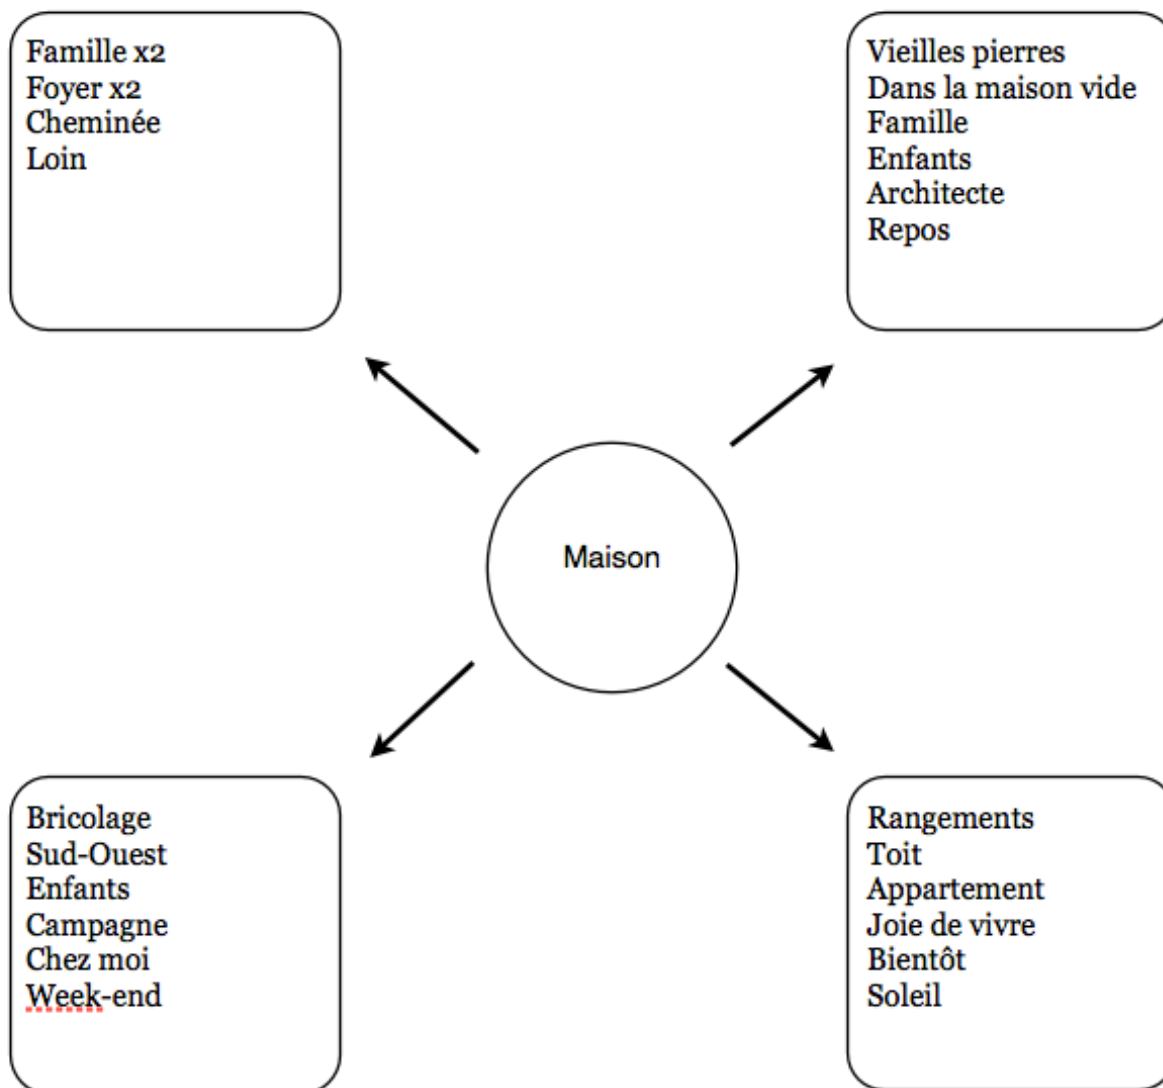 Famille x2
Foyer x2
Cheminée
Loin
Vieilles pierres
Dans la maison vide
Famille
Enfants
Architecte
Repos
Maison
Bricolage
Sud-Ouest
Enfants
Campagne
Chez moi
Week-end
Rangements
Toit
Appartement
Joie de vivre
Bientôt
Soleil